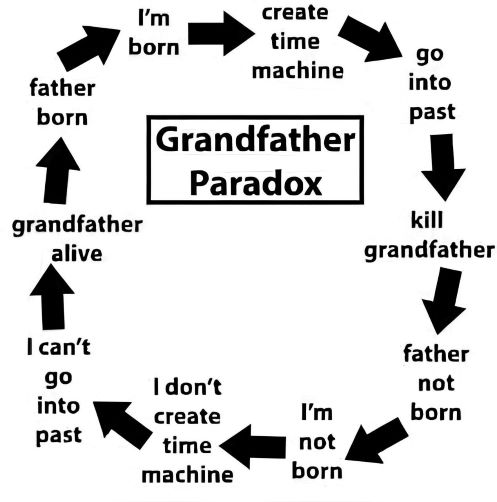 Grandfather
Paradox
I'm
born
create
time
machine
go
into
past
kill
grandfather
father
not
born
I'm
not
born
I don't
create
time
machine
I can't
go
into
past
grandfather
alive
father
born